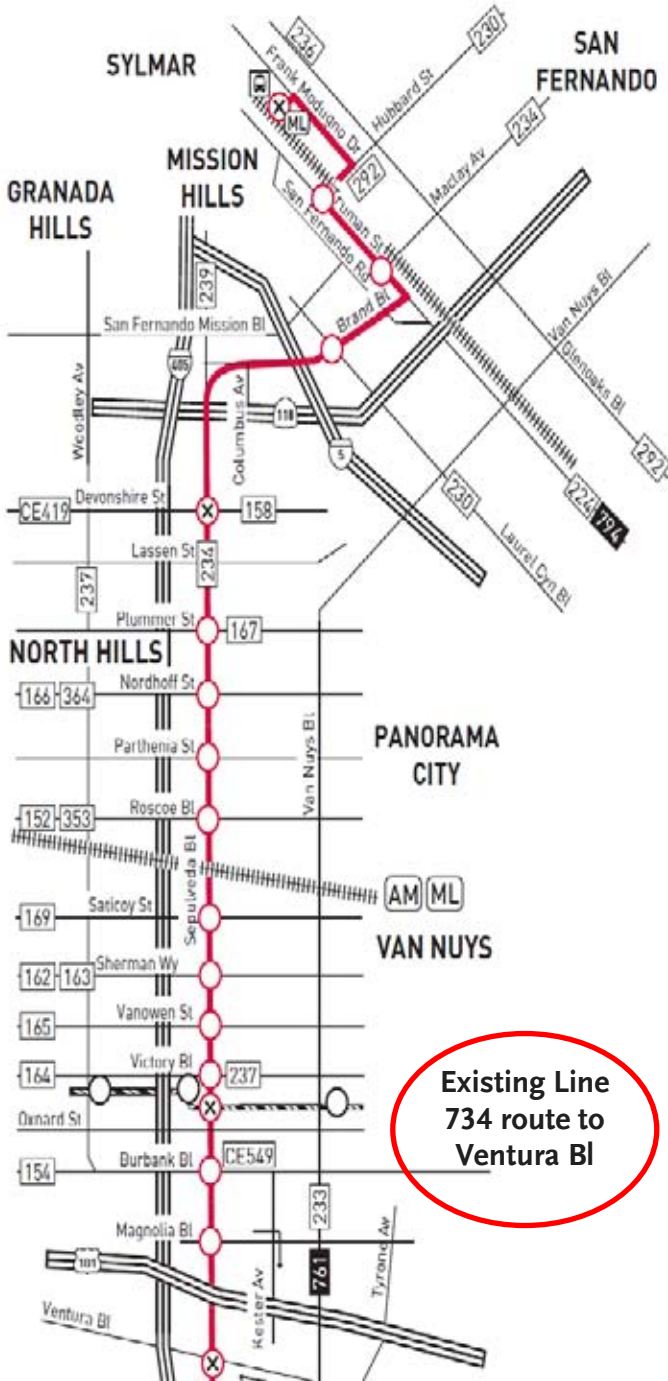 236
230
SAN
FERNANDO
SYLMAR
Frank Modugno Dr
Hubbard St
ML
234
292
Maclay Av
MISSION
HILLS
GRANADA
HILLS
Truman St
San Fernando Rd
239
Brand Bl
Van Nuys Bl
San Fernando Mission Bl
Glenoaks Bl
405
Woodley Av
Columbus Av
118
5
292
230
224
794
Laurel Cyn Bl
CE419
Devonshire St
X
158
Lassen St
234
237
Plummer St
167
NORTH HILLS
166
364
Nordhoff St
Van Nuys Bl
PANORAMA
CITY
Parthenia St
152
353
Roscoe Bl
Sepulveda Bl
AM
ML
169
Saticoy St
VAN NUYS
162
163
Sherman Wy
165
Vanowen St
164
Victory Bl
237
X
Oxnard St
Existing Line
734 route to
Ventura Bl
154
Burbank Bl
CE549
233
Magnolia Bl
761
Tyrone Av
101
Kester Av
Ventura Bl
X